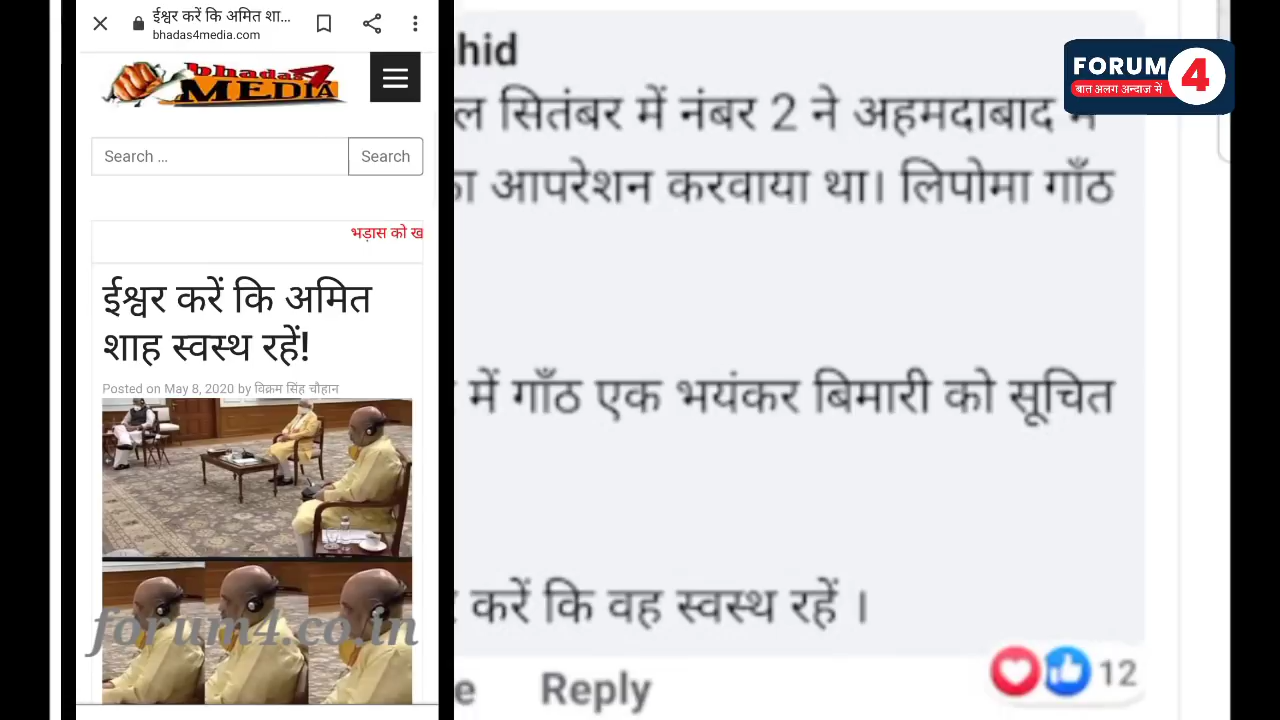 ईश्वर करें कि अमित शा...
bhadas4media.com
bhadas4
MEDIA
Search ...
Search
भड़ास को ख
ईश्वर करें कि अमित
शाह स्वस्थ रहें!
Posted on May 8, 2020 by विक्रम सिंह चौहान
forum4.co.in
hid
ल सितंबर में नंबर 2 ने अहमदाबाद में
का आपरेशन करवाया था। लिपोमा गाँठ
में गाँठ एक भयंकर बिमारी को सूचित
करें कि वह स्वस्थ रहें ।
Reply
12
FORUM 4
बात अलग अन्दाज में